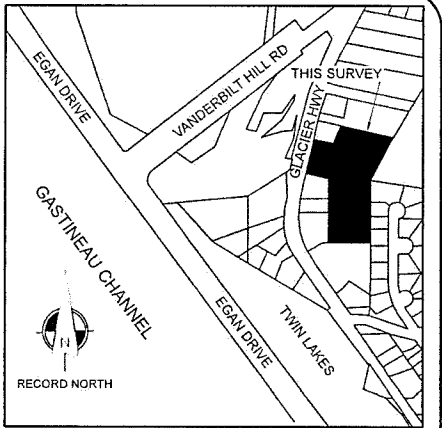 EGAN DRIVE
VANDERBILT HILL RD
THIS SURVEY
GLACIER HWY
GASTINEAU CHANNEL
EGAN DRIVE
TWIN LAKES
N
RECORD NORTH